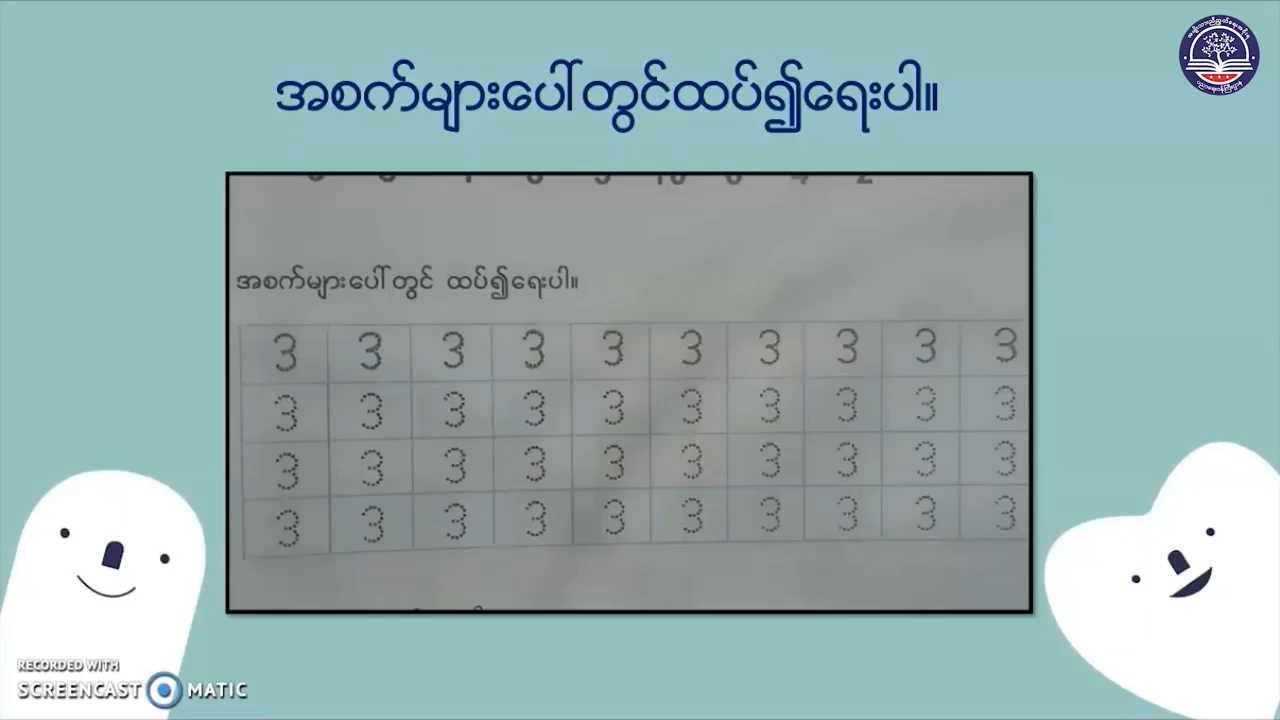 အစက်များပေါ်တွင်ထပ်၍ရေးပါ။
အစက်များပေါ်တွင် ထပ်၍ရေးပါ။
3 3 3 3 3 3 3 3 3 3
3 3 3 3 3 3 3 3 3 3
3 3 3 3 3 3 3 3 3 3
3 3 3 3 3 3 3 3 3 3
RECORDED WITH
SCREENCAST MATIC